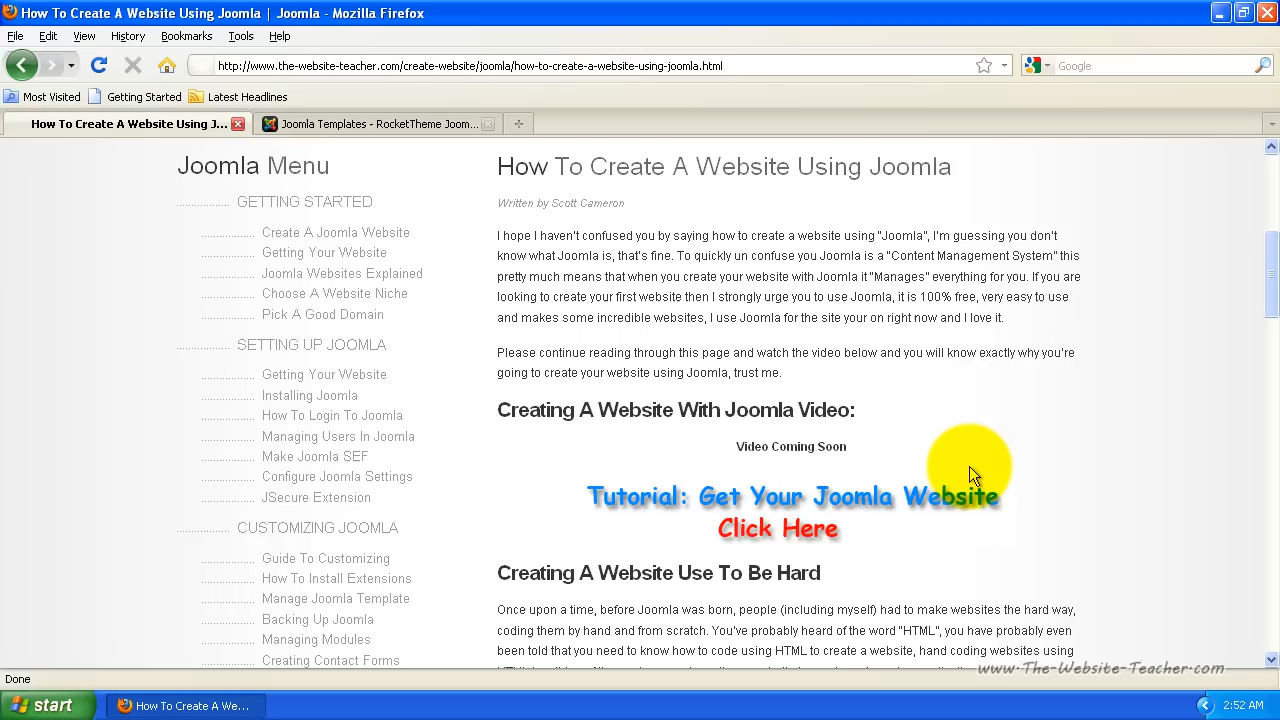 How To Create A Website Using Joomla | Joomla - Mozilla Firefox
File Edit View History Bookmarks Tools Help
http://www.the-website-teacher.com/create-website/joomla/how-to-create-a-website-using-joomla.html
Google
Most Visited Getting Started Latest Headlines
How To Create A Website Using J...
Joomla Templates - RocketTheme Joom...
Joomla Menu
GETTING STARTED
Create A Joomla Website
Getting Your Website
Joomla Websites Explained
Choose A Website Niche
Pick A Good Domain
SETTING UP JOOMLA
Getting Your Website
Installing Joomla
How To Login To Joomla
Managing Users In Joomla
Make Joomla SEF
Configure Joomla Settings
JSecure Extension
CUSTOMIZING JOOMLA
Guide To Customizing
How To Install Extensions
Manage Joomla Template
Backing Up Joomla
Managing Modules
Creating Contact Forms
How To Create A Website Using Joomla
Written by Scott Cameron
I hope I haven't confused you by saying how to create a website using "Joomla", I'm guessing you don't
know what Joomla is, that's fine. To quickly un confuse you Joomla is a "Content Management System" this
pretty much means that when you create your website with Joomla it "Manages" everything for you. If you are
looking to create your first website then I strongly urge you to use Joomla, it is 100% free, very easy to use
and makes some incredible websites, I use Joomla for the site your on right now and I love it.
Please continue reading through this page and watch the video below and you will know exactly why you're
going to create your website using Joomla, trust me.
Creating A Website With Joomla Video:
Video Coming Soon
Tutorial: Get Your Joomla Website
Click Here
Creating A Website Use To Be Hard
Once upon a time, before Joomla was born, people (including myself) had to make websites the hard way,
coding them by hand and from scratch. You've probably heard of the word "HTML", you have probably even
been told that you need to know how to code using HTML to create a website, hand coding websites using
www.The-Website-Teacher.com
Done
start
How To Create A We...
2:52 AM